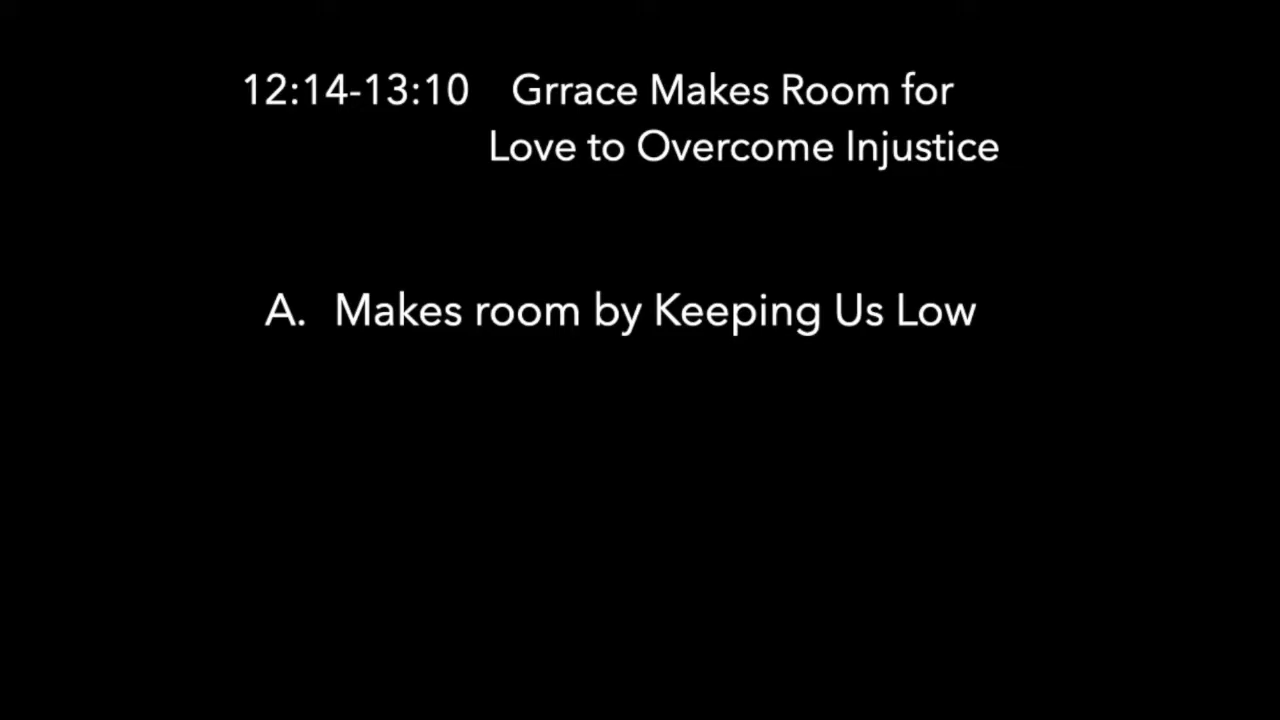 12:14-13:10 Grrace Makes Room for
Love to Overcome Injustice
A. Makes room by Keeping Us Low